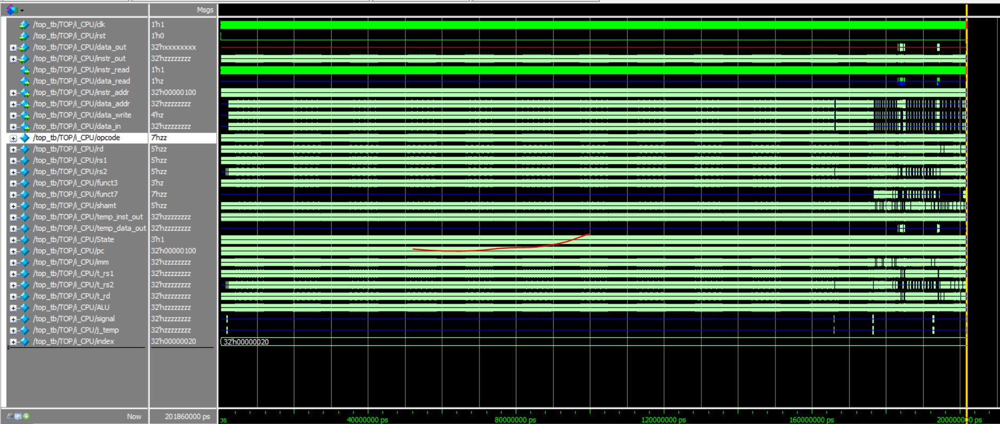 Msgs
/top_tb/TOP/i_CPU/clk 1'h1
/top_tb/TOP/i_CPU/rst 1'h0
/top_tb/TOP/i_CPU/data_out 32'hxxxxxxxx
/top_tb/TOP/i_CPU/instr_out 32'hzzzzzzzz
/top_tb/TOP/i_CPU/instr_read 1'h1
/top_tb/TOP/i_CPU/data_read 1'hz
/top_tb/TOP/i_CPU/instr_addr 32'h00000100
/top_tb/TOP/i_CPU/data_addr 32'hzzzzzzzz
/top_tb/TOP/i_CPU/data_write 4'hz
/top_tb/TOP/i_CPU/data_in 32'hzzzzzzzz
/top_tb/TOP/i_CPU/opcode 7'hzz
/top_tb/TOP/i_CPU/rd 5'hzz
/top_tb/TOP/i_CPU/rs1 5'hzz
/top_tb/TOP/i_CPU/rs2 5'hzz
/top_tb/TOP/i_CPU/funct3 3'hz
/top_tb/TOP/i_CPU/funct7 7'hzz
/top_tb/TOP/i_CPU/shamt 5'hzz
/top_tb/TOP/i_CPU/temp_inst_out 32'hzzzzzzzz
/top_tb/TOP/i_CPU/temp_data_out 32'hzzzzzzzz
/top_tb/TOP/i_CPU/State 3'h1
/top_tb/TOP/i_CPU/pc 32'h00000100
/top_tb/TOP/i_CPU/imm 32'hzzzzzzzz
/top_tb/TOP/i_CPU/t_rs1 32'hzzzzzzzz
/top_tb/TOP/i_CPU/t_rs2 32'hzzzzzzzz
/top_tb/TOP/i_CPU/t_rd 32'hzzzzzzzz
/top_tb/TOP/i_CPU/ALU 32'hzzzzzzzz
/top_tb/TOP/i_CPU/signal 32'hzzzzzzzz
/top_tb/TOP/i_CPU/j_temp 32'hzzzzzzzz
/top_tb/TOP/i_CPU/index 32'h00000020 32'h00000020
Now 201860000 ps ps 40000000 ps 80000000 ps 120000000 ps 160000000 ps 200000000 ps